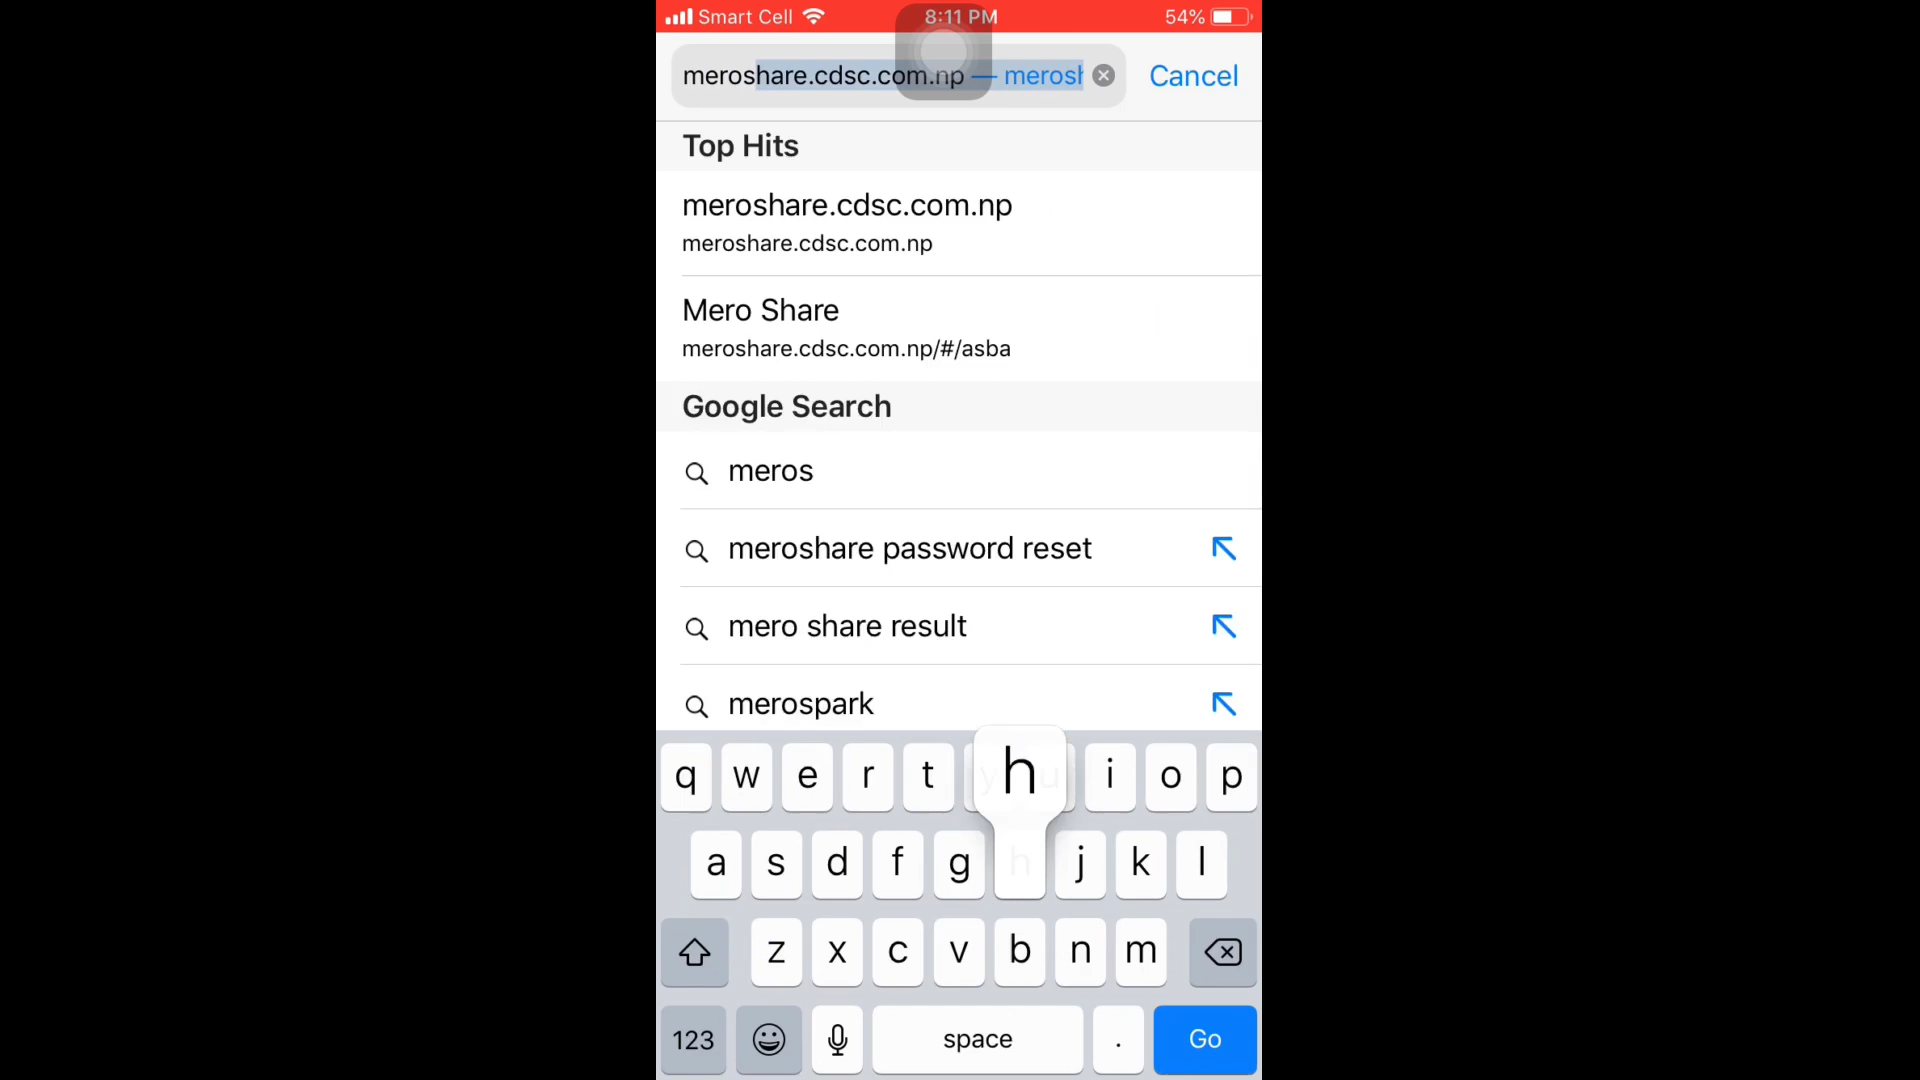 Smart Cell 8:11 PM 54%
meroshare.cdsc.com.np — merosh Cancel
Top Hits
meroshare.cdsc.com.np
meroshare.cdsc.com.np
Mero Share
meroshare.cdsc.com.np/#/asba
Google Search
meros
meroshare password reset
mero share result
merospark
q w e r t y h u i o p
a s d f g h j k l
z x c v b n m
123 space . Go